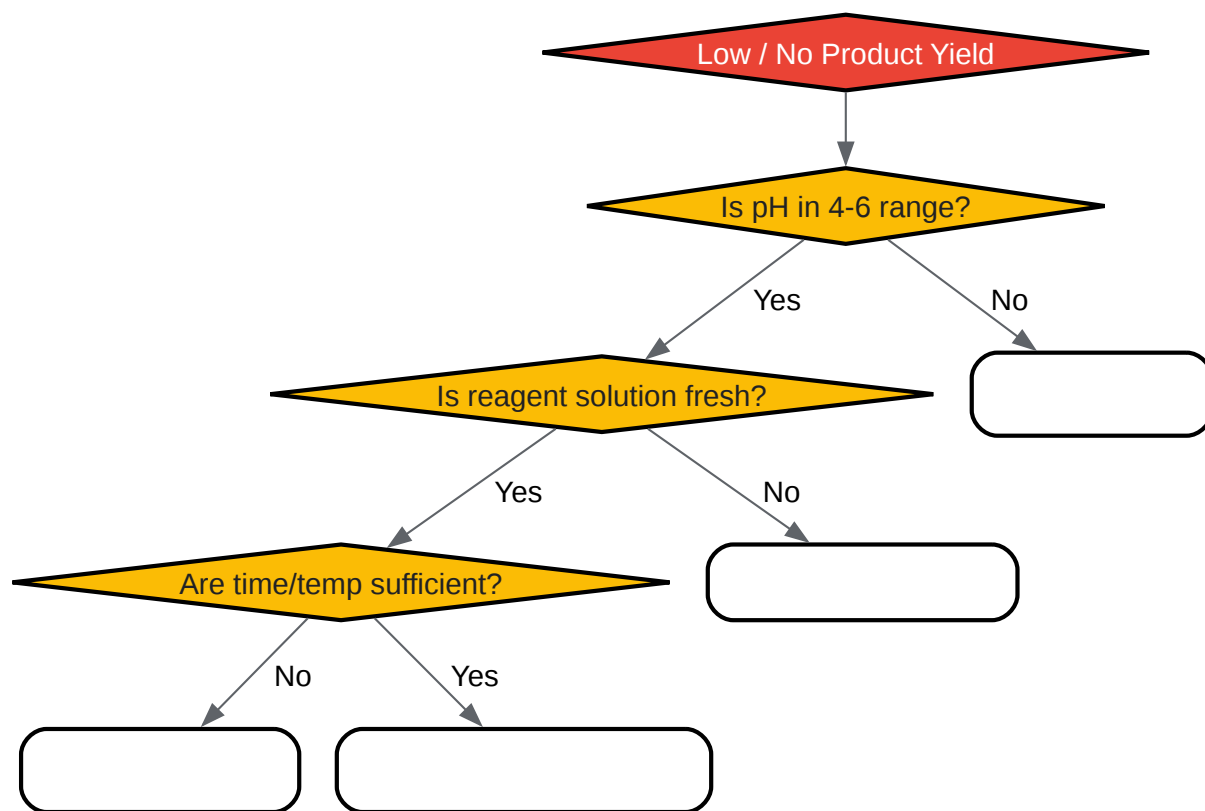 Low / No Product Yield
Is pH in 4-6 range?
Yes
No
Is reagent solution fresh?
Yes
No
Are time/temp sufficient?
No
Yes